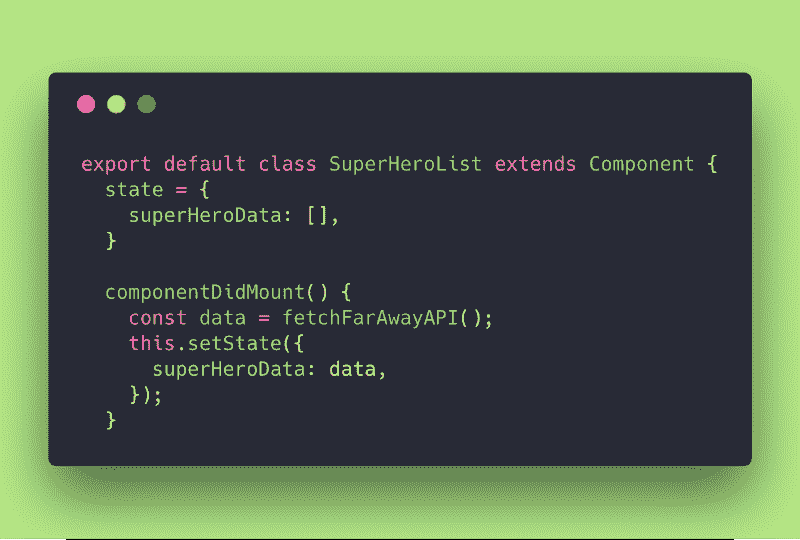 export default class SuperHeroList extends Component {
  state = {
    superHeroData: [],
  }

  componentDidMount() {
    const data = fetchFarAwayAPI();
    this.setState({
      superHeroData: data,
    });
  }